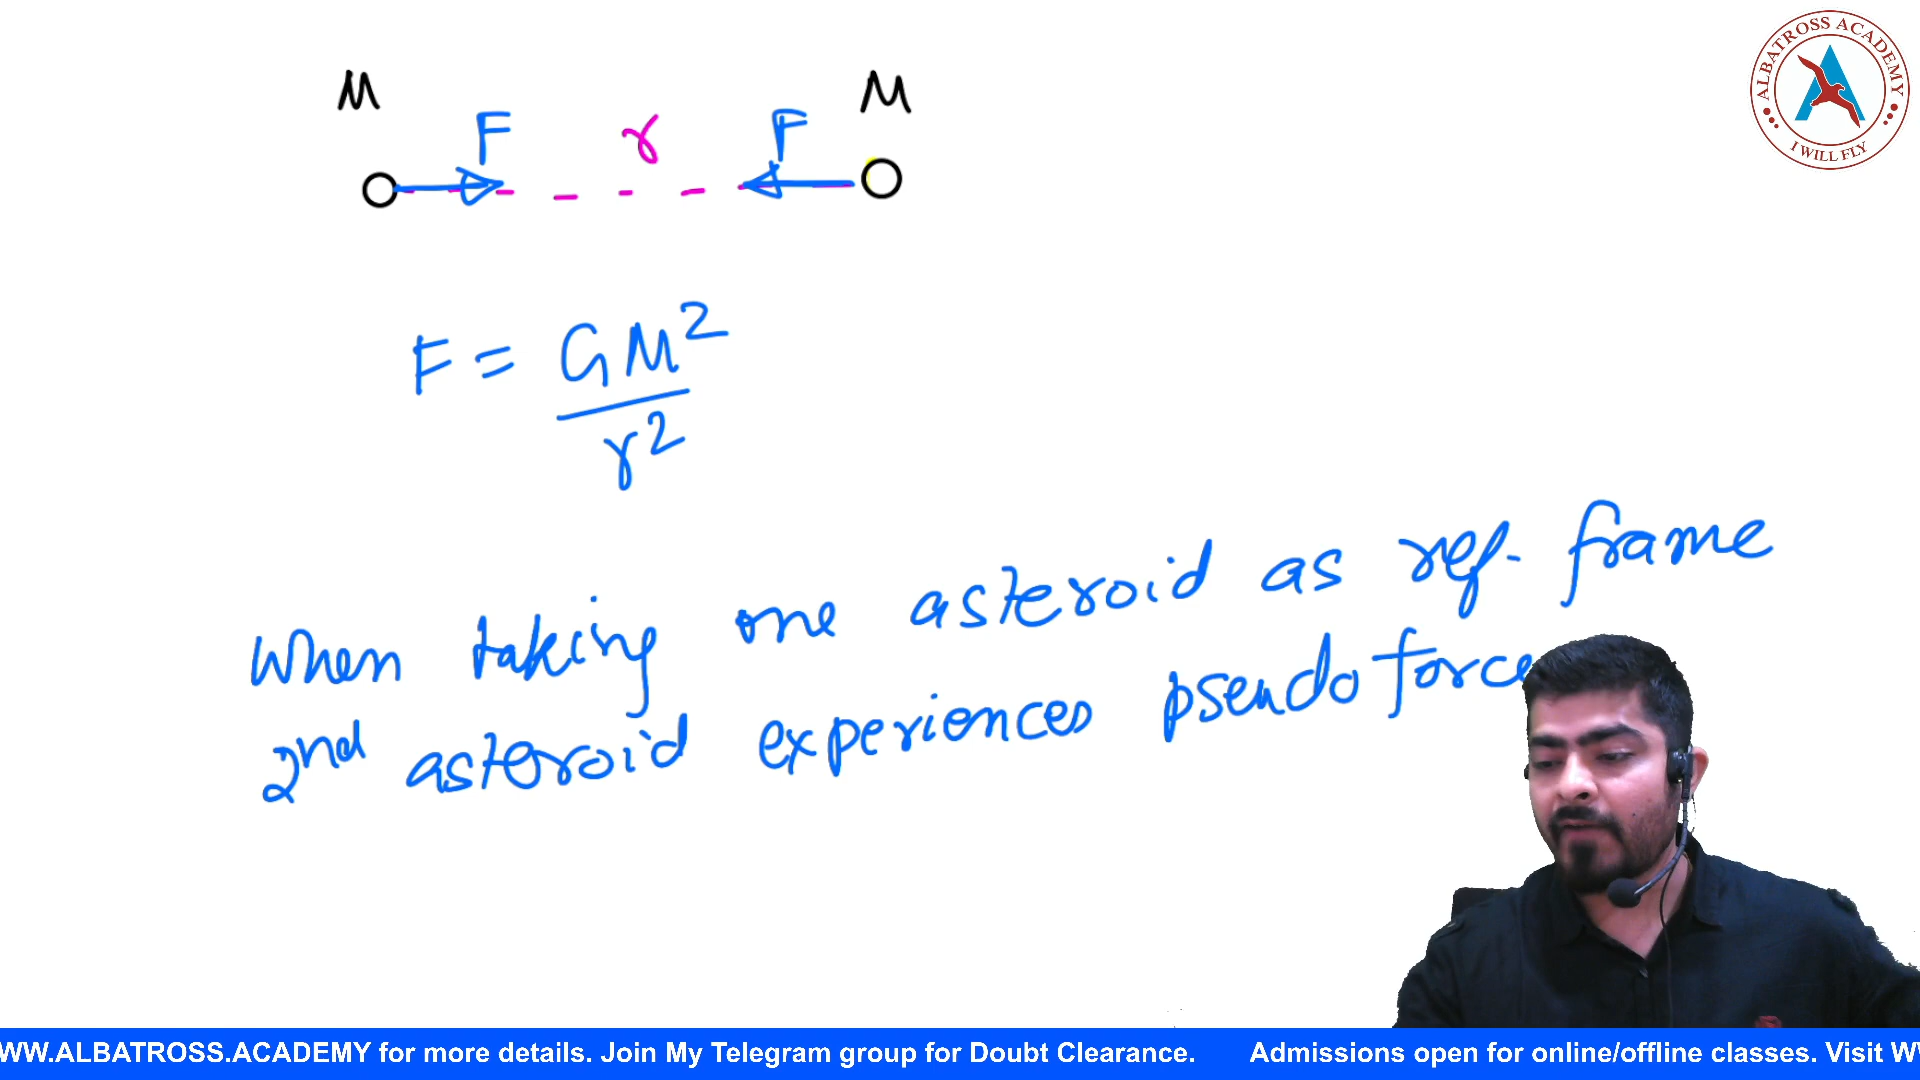 M
M
F
r
F
ALBATROSS ACADEMY
I WILL FLY
F = GM²
r²
When taking one asteroid as ref. frame
2nd asteroid experiences pseudo force
WW.ALBATROSS.ACADEMY for more details. Join My Telegram group for Doubt Clearance. Admissions open for online/offline classes. Visit W